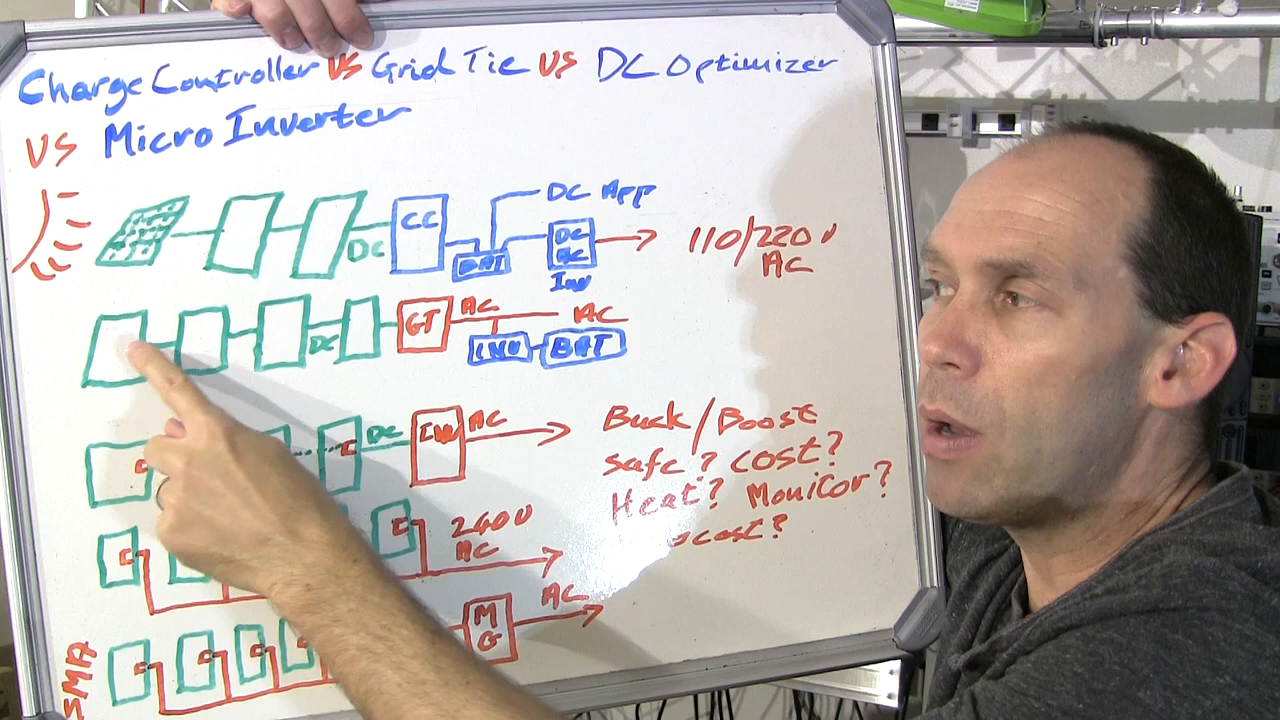 Charge Controller VS Grid Tie VS DC Optimizer
VS Micro Inverter
DC App
CC
DC
BAT
DC
AC
Inv
110/220v
AC
GT
AC
AC
DC
INV
BAT
DC
INV
AC
Buck/Boost
safe? cost?
Heat? Monitor?
cost?
240V
AC
M
G
AC
SMA